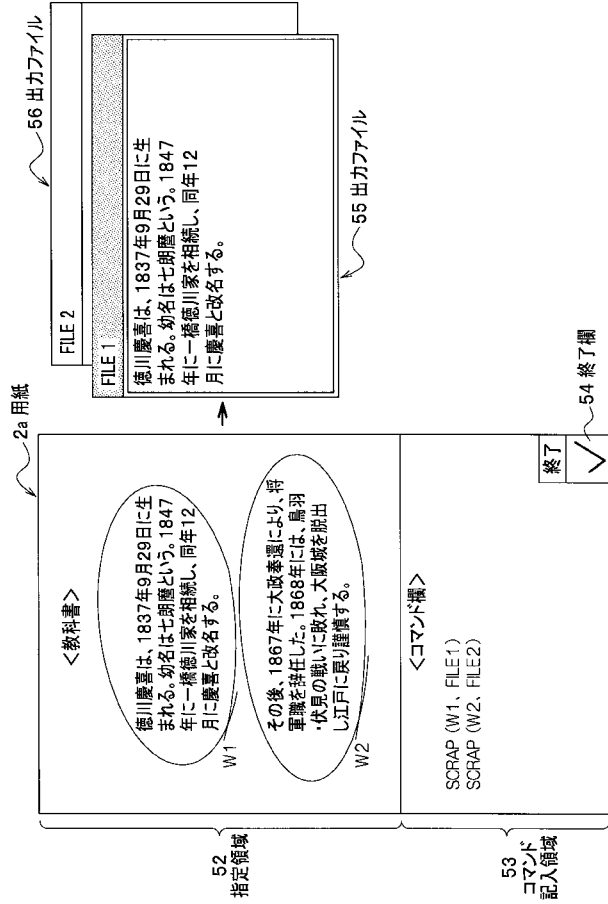 2a 用紙
<教科書>
徳川慶喜は、1837年9月29日に生
まれる。幼名は七朗麿という。1847
年に一橋徳川家を相続し、同年12
月に慶喜と改名する。
W1
その後、1867年に大政奉還により、将
軍職を辞任した。1868年には、鳥羽
・伏見の戦いに敗れ、大阪城を脱出
し江戸に戻り謹慎する。
W2
52
指定領域
<コマンド欄>
SCRAP (W1、FILE1)
SCRAP (W2、FILE2)
終了
54 終了欄
53
コマンド
記入領域
56 出力ファイル
FILE 2
FILE 1
徳川慶喜は、1837年9月29日に生
まれる。幼名は七朗麿という。1847
年に一橋徳川家を相続し、同年12
月に慶喜と改名する。
55 出力ファイル